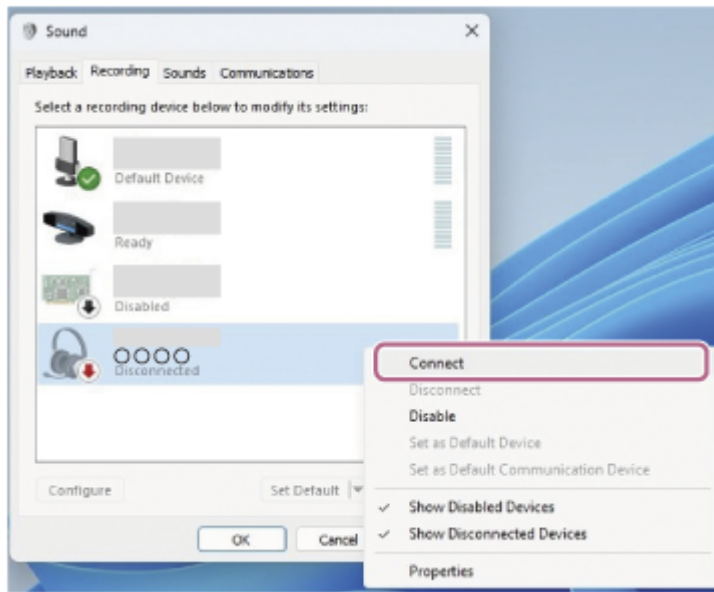 Sound
Playback Recording Sounds Communications
Select a recording device below to modify its settings:
Default Device
Ready
Disabled
○○○○
Disconnected
Configure
Set Default
OK
Cancel
Connect
Disconnect
Disable
Set as Default Device
Set as Default Communication Device
Show Disabled Devices
Show Disconnected Devices
Properties